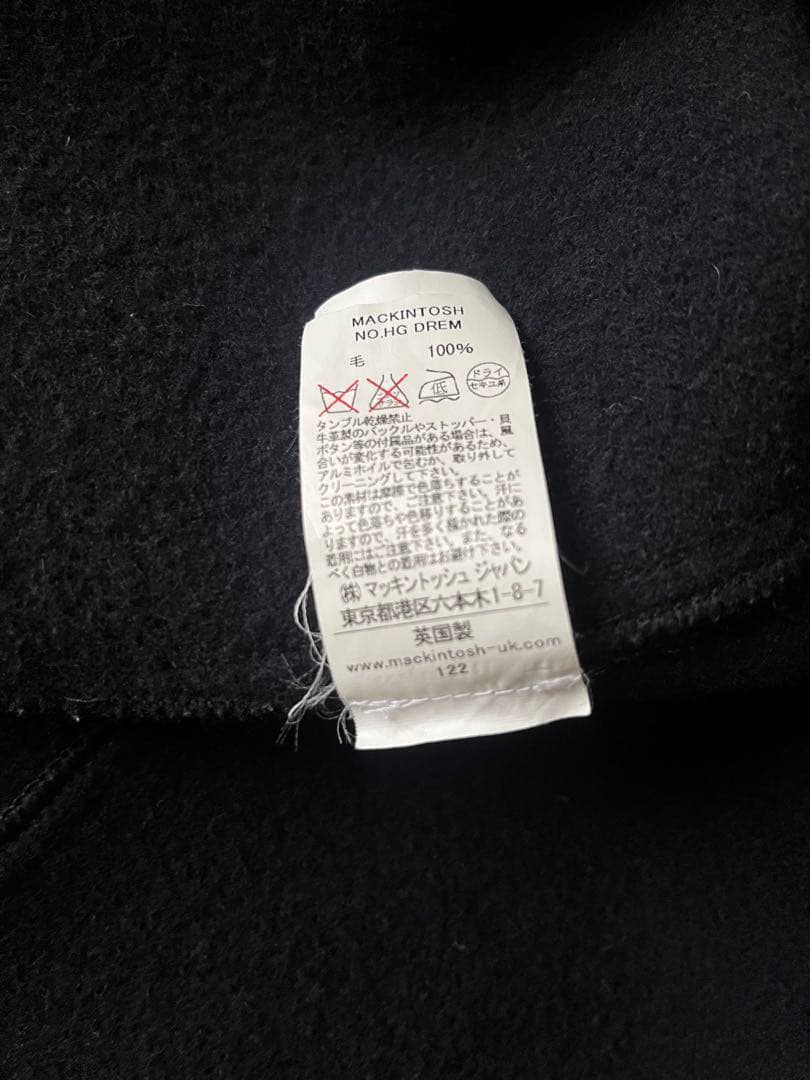 MACKINTOSH
NO.HG DREM
毛 100%
低 ドライ セキユ系
タンブル乾燥禁止
牛革製のバックルやストッパー・貝
ボタン等の付属品がある場合は、風
合いが変化する可能性があるため、
アルミホイルで包むか、取り外して
クリーニングして下さい。
この素材は摩擦で色落ちすることが
ありますので、ご注意下さい。汗に
よって色落ちや色移りすることがあ
りますので、汗を多く掻かれた際の
着用にはご注意下さい。また、なる
べく白物との着用はお避け下さい。
㈱ マッキントッシュ ジャパン
東京都港区六本木1-8-7
英国製
www.mackintosh-uk.com
122